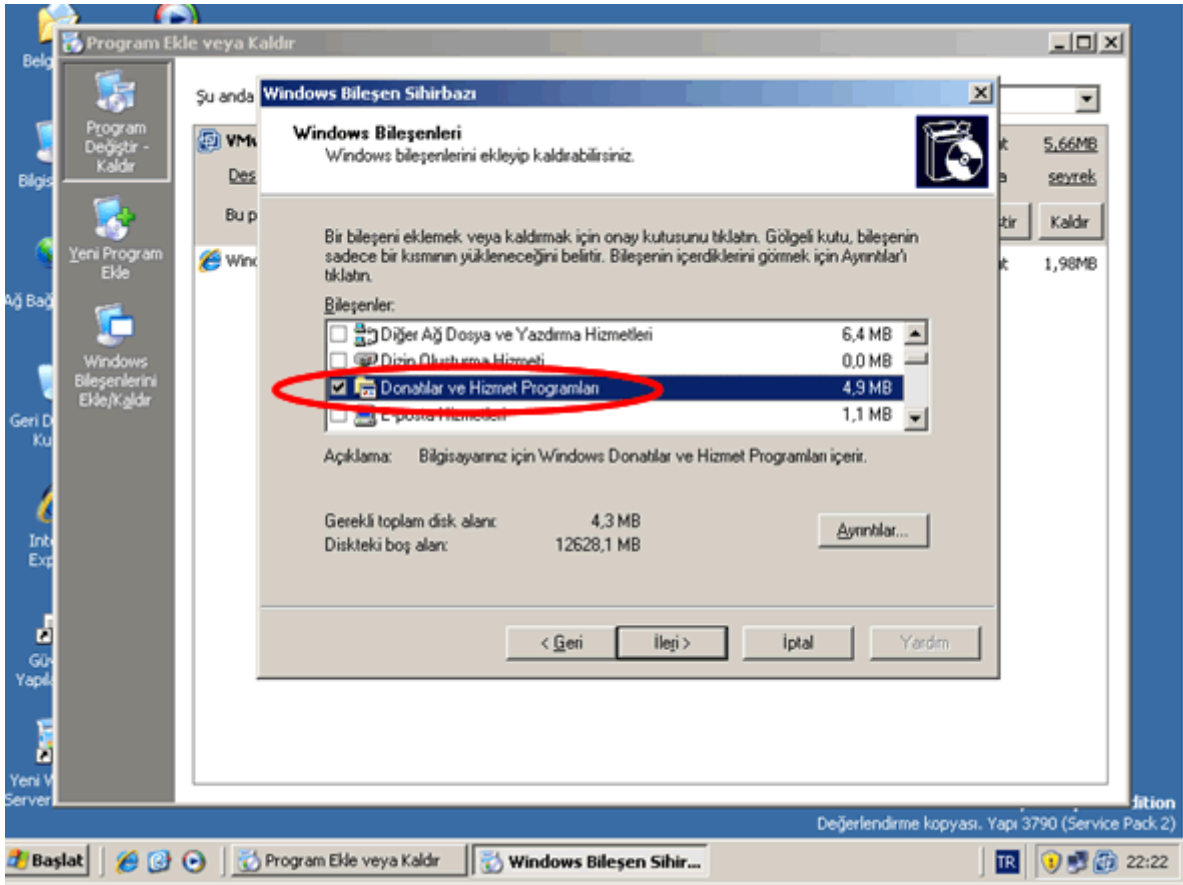 Program Ekle veya Kaldır
Program
Değiştir -
Kaldır
Yeni Program
Ekle
Windows
Bileşenlerini
Ekle/Kaldır
Şu anda
5,66MB
seyrek
Bu p
Kaldır
1,98MB
Windows Bileşen Sihirbazı
Windows Bileşenleri
Windows bileşenlerini ekleyip kaldırabilirsiniz.
Bir bileşeni eklemek veya kaldırmak için onay kutusunu tıklatın. Gölgeli kutu, bileşenin
sadece bir kısmının yükleneceğini belirtir. Bileşenin içerdiklerini görmek için Ayrıntılar'ı
tıklatın.
Bileşenler:
Diğer Ağ Dosya ve Yazdırma Hizmetleri 6,4 MB
Dizin Oluşturma Hizmeti 0,0 MB
Donatılar ve Hizmet Programları 4,9 MB
E-posta Hizmetleri 1,1 MB
Açıklama: Bilgisayarınız için Windows Donatılar ve Hizmet Programları içerir.
Gerekli toplam disk alanı: 4,3 MB
Diskteki boş alan: 12628,1 MB
Ayrıntılar...
< Geri
İleri >
İptal
Yardım
Değerlendirme kopyası. Yapı 3790 (Service Pack 2)
Başlat
Program Ekle veya Kaldır
Windows Bileşen Sihir...
TR
22:22